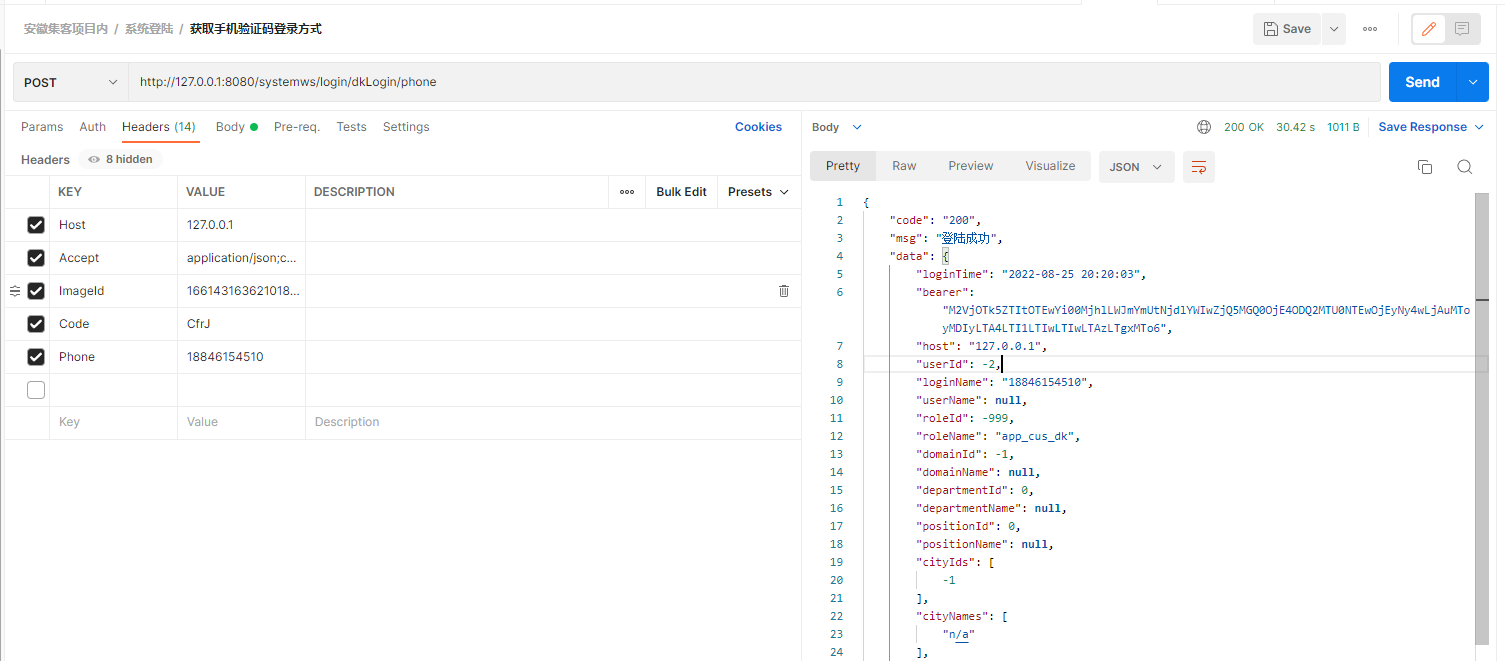 安徽集客项目内 / 系统登陆 / 获取手机验证码登录方式
Save
POST
http://127.0.0.1:8080/systemws/login/dkLogin/phone
Send
Params Auth Headers (14) Body Pre-req. Tests Settings Cookies
Headers 8 hidden
KEY VALUE DESCRIPTION Bulk Edit Presets
Host 127.0.0.1
Accept application/json;c...
ImageId 166143163621018...
Code CfrJ
Phone 18846154510
Key Value Description
Body 200 OK 30.42 s 1011 B Save Response
Pretty Raw Preview Visualize JSON
1 {
2 "code": "200",
3 "msg": "登陆成功",
4 "data": {
5 "loginTime": "2022-08-25 20:20:03",
6 "bearer":
"M2VjOTk5ZTItOTEwYi00MjhlLWJmYmUtNjdlYWIwZjQ5MGQ0OjE4ODQ2MTU0NTEwOjEyNy4wLjAuMTo
yMDIyLTA4LTI1LTIwLTIwLTAzLTgxMTo6",
7 "host": "127.0.0.1",
8 "userId": -2,
9 "loginName": "18846154510",
10 "userName": null,
11 "roleId": -999,
12 "roleName": "app_cus_dk",
13 "domainId": -1,
14 "domainName": null,
15 "departmentId": 0,
16 "departmentName": null,
17 "positionId": 0,
18 "positionName": null,
19 "cityIds": [
20 -1
21 ],
22 "cityNames": [
23 "n/a"
24 ],